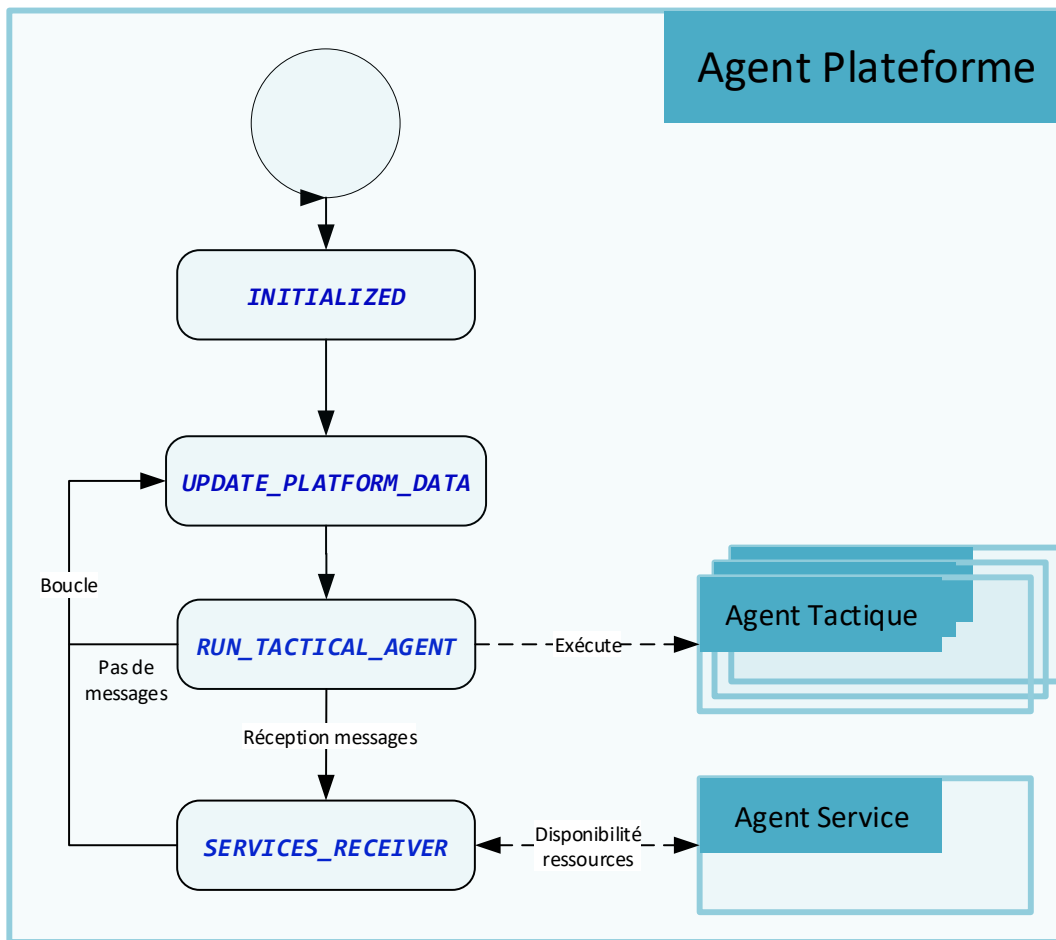 Agent Plateforme
INITIALIZED
UPDATE_PLATFORM_DATA
Boucle
RUN_TACTICAL_AGENT
Exécute
Agent Tactique
Pas de
messages
Réception messages
SERVICES_RECEIVER
Disponibilité
ressources
Agent Service